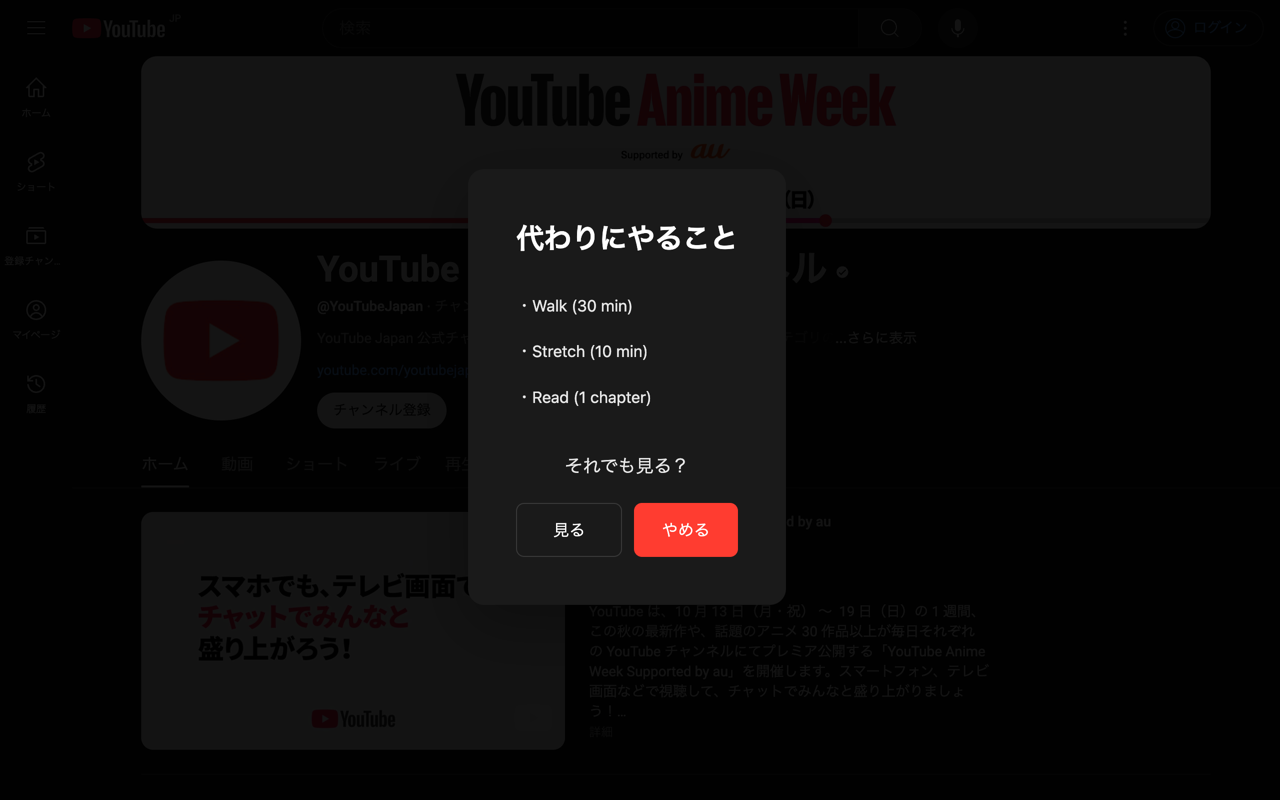 YouTube JP
検索
ログイン
ホーム
ショート
登録チャン...
マイページ
履歴
YouTube Anime Week
Supported by au
(日)
YouTube
ル
@YouTubeJapan · チャン
YouTube Japan 公式チャ
...さらに表示
youtube.com/youtubejap
チャンネル登録
ホーム 動画 ショート ライブ 再生
代わりにやること
・Walk (30 min)
・Stretch (10 min)
・Read (1 chapter)
それでも見る？
見る
やめる
スマホでも、テレビ画面で
チャットでみんなと
盛り上がろう!
YouTube
d by au
YouTube は、10 月 13 日（月・祝） 〜 19 日（日）の 1 週間、
この秋の最新作や、話題のアニメ 30 作品以上が毎日それぞれ
の YouTube チャンネルにてプレミア公開する「YouTube Anime
Week Supported by au」を開催します。スマートフォン、テレビ
画面などで視聴して、チャットでみんなと盛り上がりましょ
う！...
詳細